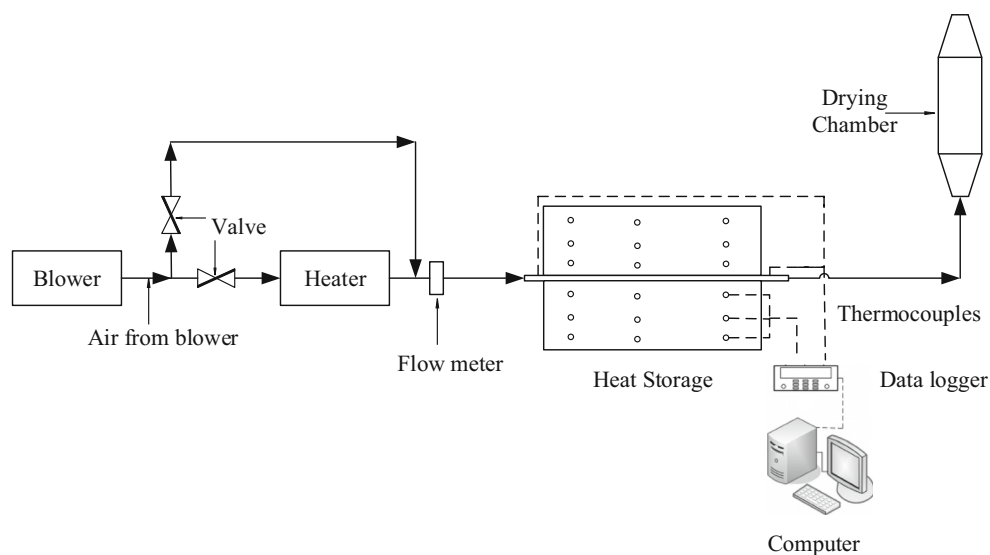 Drying
Chamber
Valve
Blower
Heater
Air from blower
Flow meter
Thermocouples
Heat Storage
Data logger
Computer